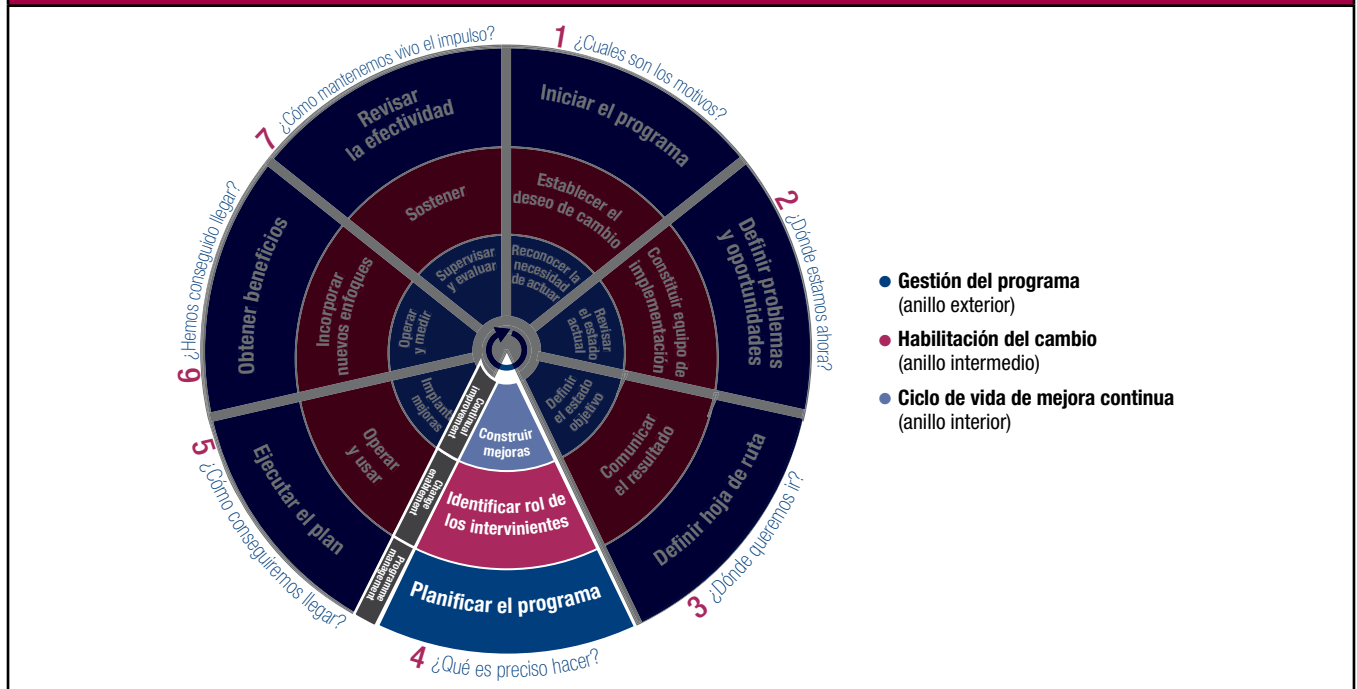 1 ¿Cuales son los motivos?
Iniciar el programa
Establecer el
deseo de cambio
Reconocer la
necesidad
de actuar
2 ¿Dónde estamos ahora?
Definir problemas
y oportunidades
Constituir equipo de
implementación
Revisar
el estado
actual
3 ¿Dónde queremos ir?
Definir hoja de ruta
Comunicar
el resultado
Definir
el estado
objetivo
4 ¿Qué es preciso hacer?
Planificar el programa
Identificar rol de
los intervinientes
Construir
mejoras
Programme
management
Change
enablement
Continual
improvement
5 ¿Cómo conseguiremos llegar?
Ejecutar el plan
Operar
y usar
mejoras
6 ¿Hemos conseguido llegar?
Obtener beneficios
Incorporar
nuevos enfoques
Operar
y medir
7 ¿Cómo mantenemos vivo el impulso?
Revisar
la efectividad
Sostener
Supervisar
y evaluar
• Gestión del programa
(anillo exterior)
• Habilitación del cambio
(anillo intermedio)
• Ciclo de vida de mejora continua
(anillo interior)